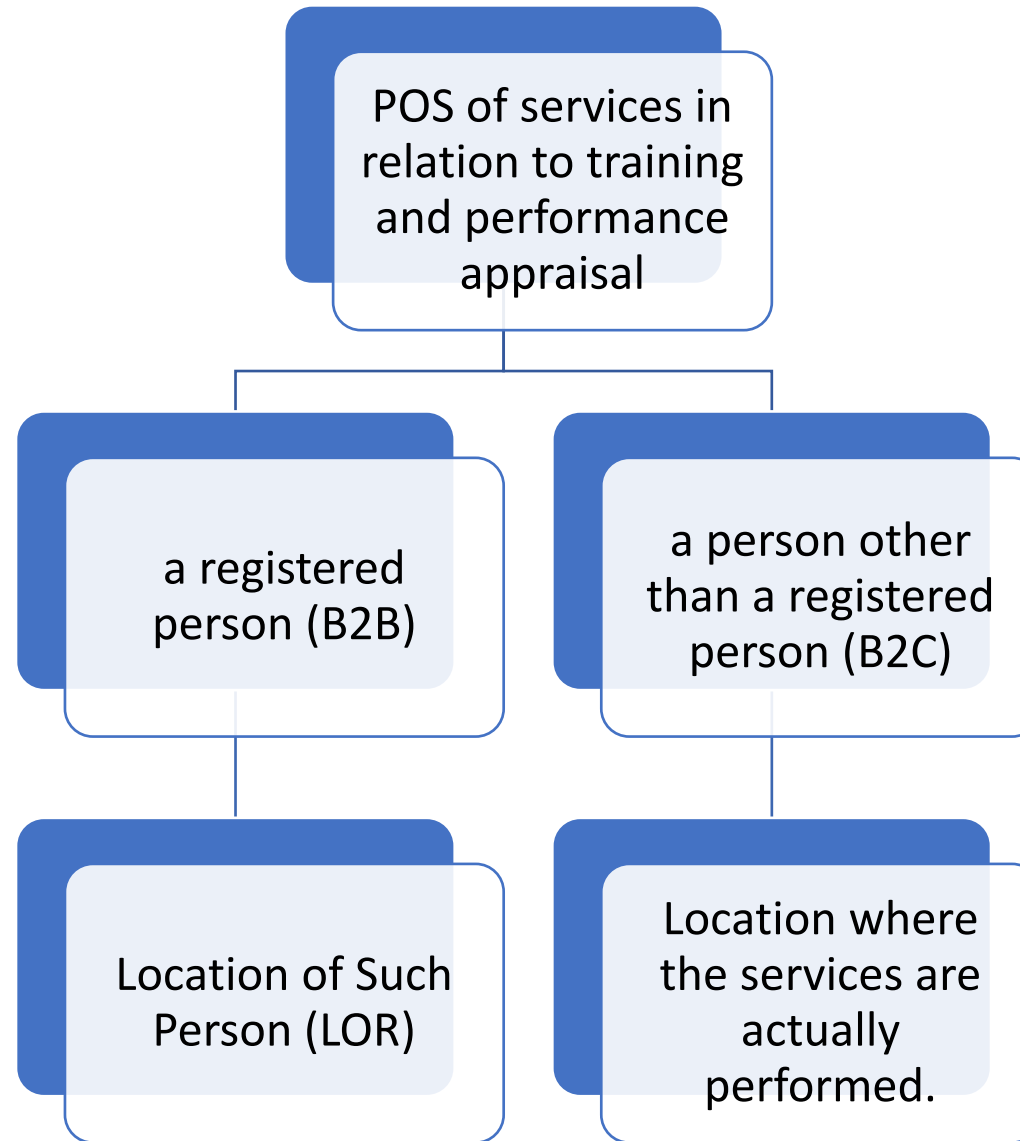 POS of services in
relation to training
and performance
appraisal
a registered
person (B2B)
a person other
than a registered
person (B2C)
Location of Such
Person (LOR)
Location where
the services are
actually
performed.